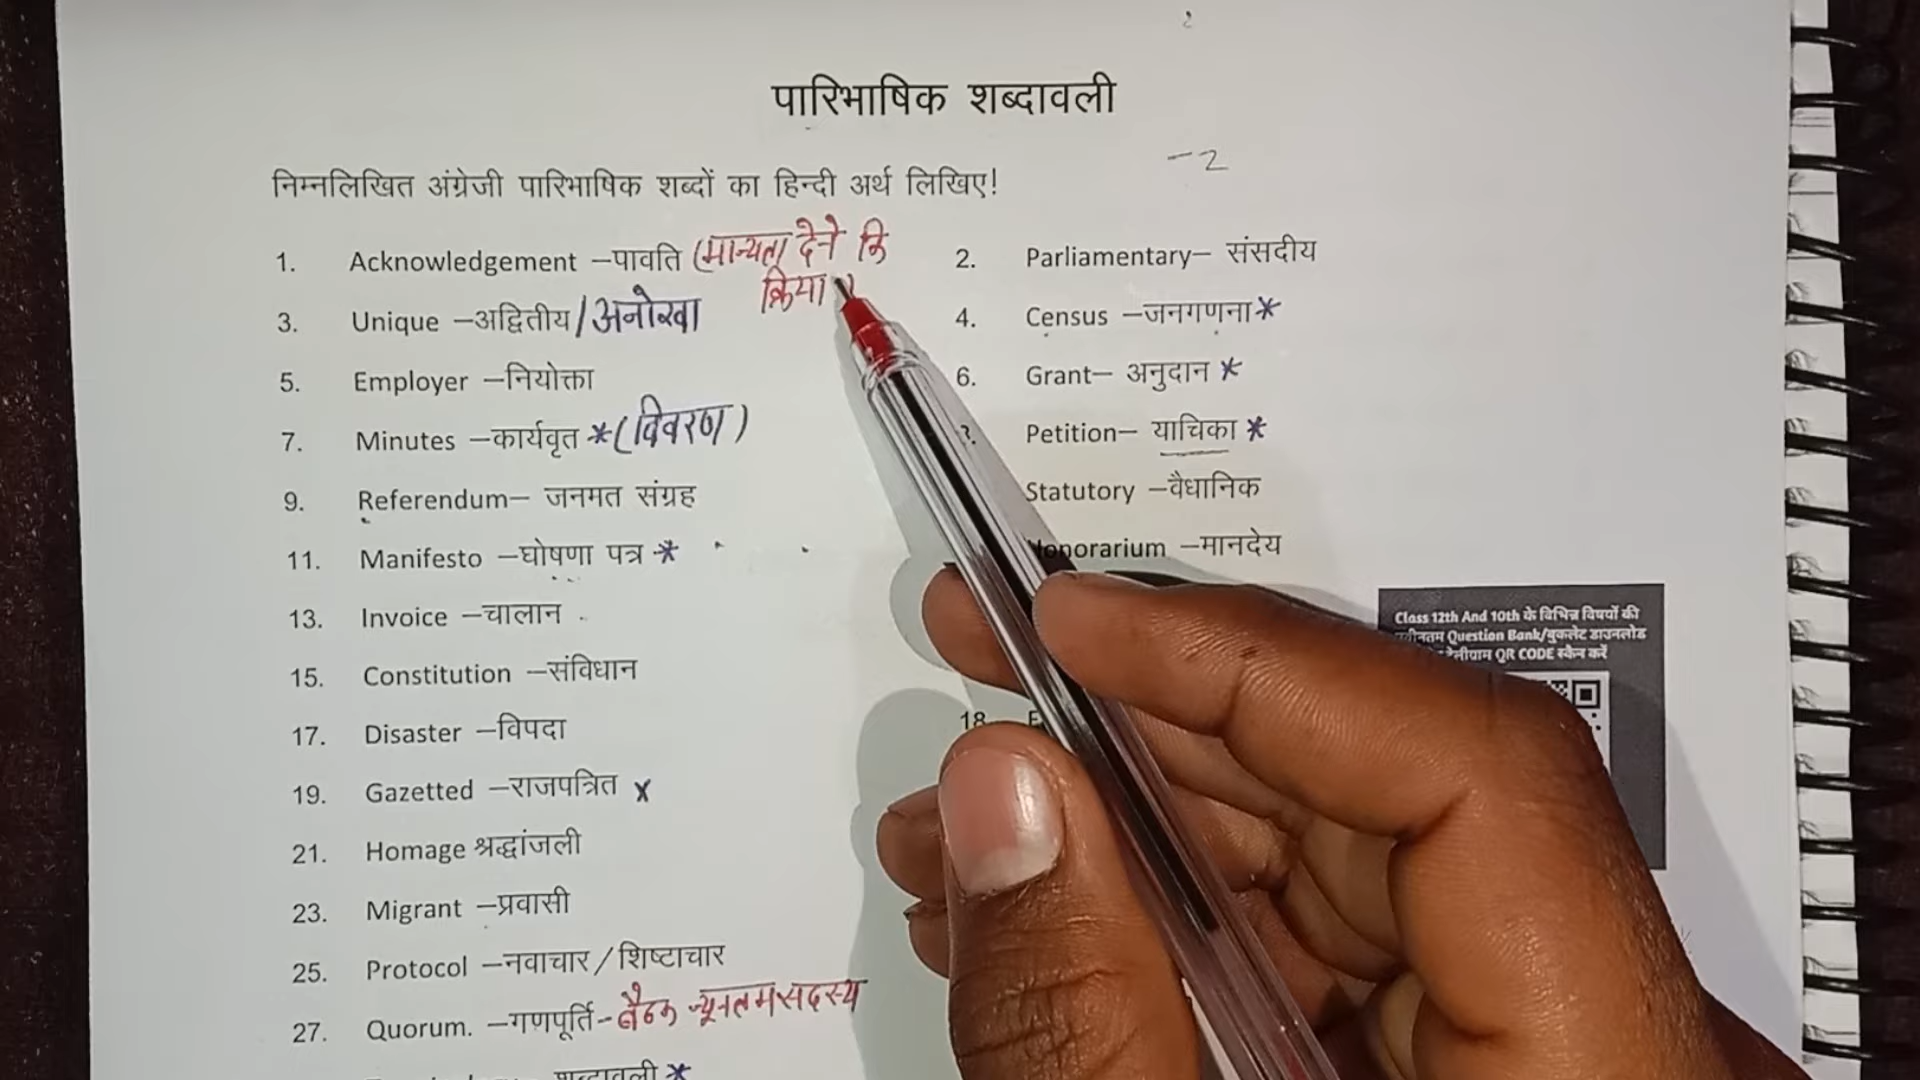 पारिभाषिक शब्दावली
–2
निम्नलिखित अंग्रेजी पारिभाषिक शब्दों का हिन्दी अर्थ लिखिए!
1. Acknowledgement –पावति (मान्यता देने कि
क्रिया)
2. Parliamentary– संसदीय
3. Unique –अद्वितीय/अनोखा
4. Census –जनगणना*
5. Employer –नियोक्ता
6. Grant– अनुदान *
7. Minutes –कार्यवृत *(विवरण)
Petition– याचिका *
9. Referendum– जनमत संग्रह
Statutory –वैधानिक
11. Manifesto –घोषणा पत्र *
Honorarium –मानदेय
13. Invoice –चालान
15. Constitution –संविधान
17. Disaster –विपदा
18
19. Gazetted –राजपत्रित x
21. Homage श्रद्धांजली
23. Migrant –प्रवासी
25. Protocol –नवाचार/शिष्टाचार
27. Quorum. –गणपूर्ति- बैठक न्यूनतम सदस्य
शब्दावली *
Class 12th And 10th के विभिन्न विषयों की
Question Bank/बुकलेट डाउनलोड
QR CODE स्कैन करें